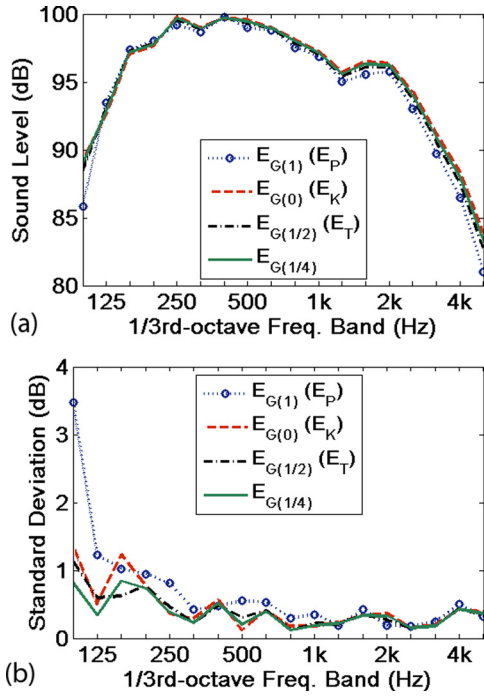 100
95
90
85
80
Sound Level (dB)
E_G(1) (E_P)
E_G(0) (E_K)
E_G(1/2) (E_T)
E_G(1/4)
125 250 500 1k 2k 4k
(a)
1/3rd-octave Freq. Band (Hz)
4
3
2
1
0
Standard Deviation (dB)
E_G(1) (E_P)
E_G(0) (E_K)
E_G(1/2) (E_T)
E_G(1/4)
125 250 500 1k 2k 4k
(b)
1/3rd-octave Freq. Band (Hz)